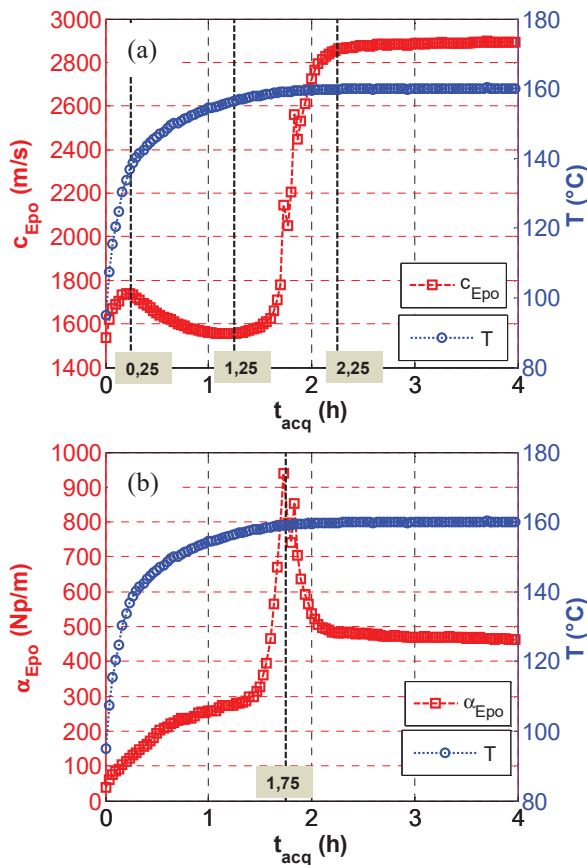 (a)
3000
2800
2600
2400
2200
2000
1800
1600
1400
c_Epo (m/s)
180
160
140
120
100
80
T (°C)
c_Epo
T
0,25
1,25
2,25
0 1 2 3 4
t_acq (h)
(b)
1000
900
800
700
600
500
400
300
200
100
0
α_Epo (Np/m)
180
160
140
120
100
80
T (°C)
α_Epo
T
1,75
0 1 2 3 4
t_acq (h)